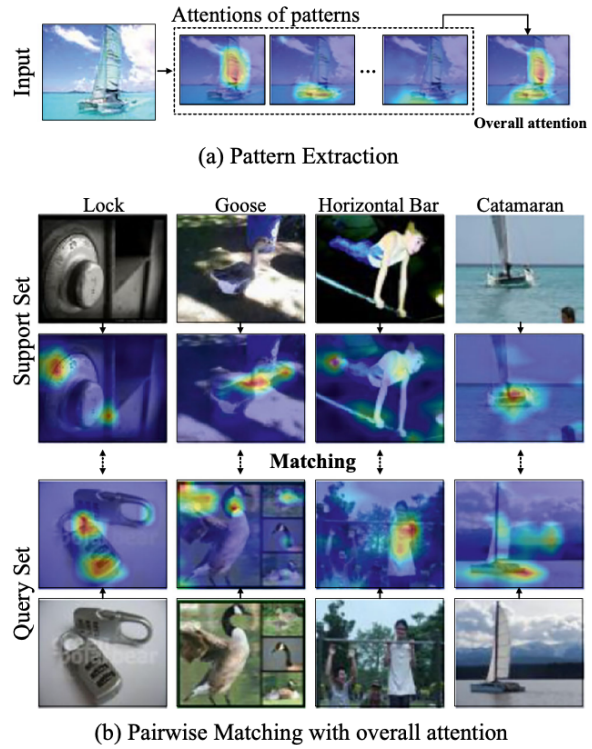 Attentions of patterns
Input
...
Overall attention
(a) Pattern Extraction
Lock Goose Horizontal Bar Catamaran
Support Set
Matching
Query Set
(b) Pairwise Matching with overall attention